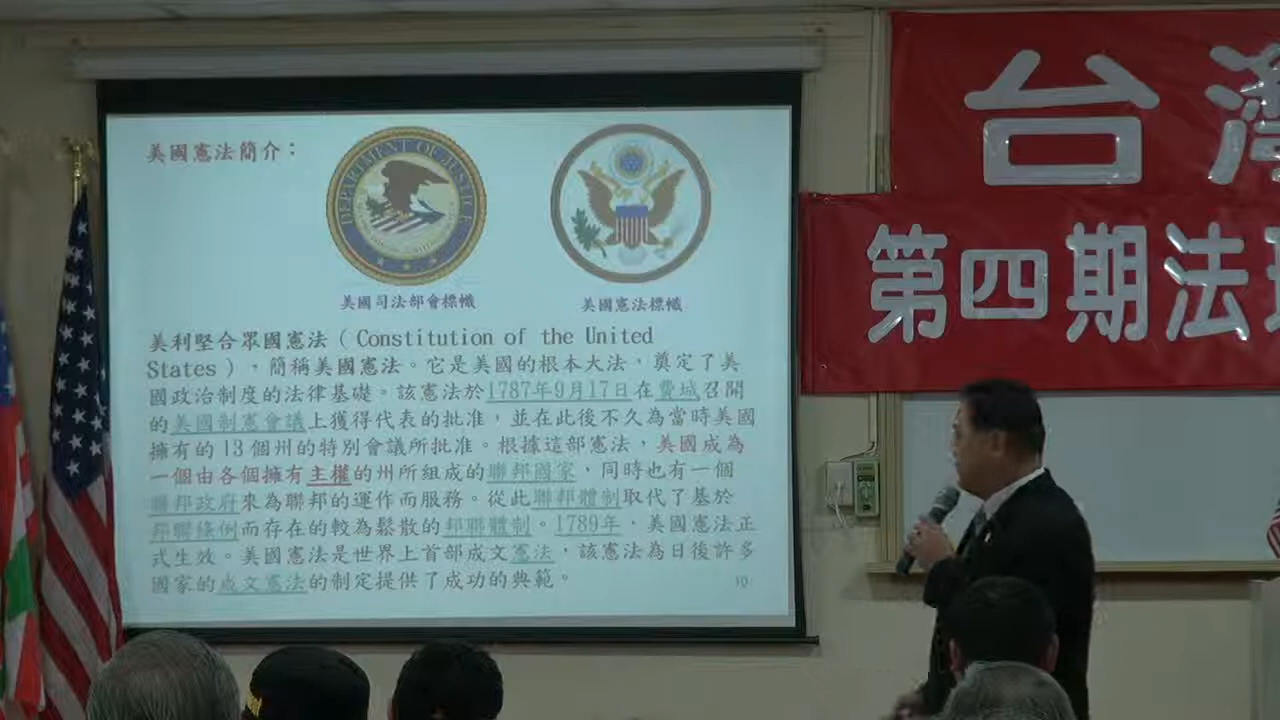 美國憲法簡介：
DEPARTMENT OF JUSTICE
美國司法部會標幟
美國憲法標幟
美利堅合眾國憲法（Constitution of the United
States），簡稱美國憲法。它是美國的根本大法，奠定了美
國政治制度的法律基礎。該憲法於1787年9月17日在費城召開
的美國制憲會議上獲得代表的批准，並在此後不久為當時美國
擁有的13個州的特別會議所批准。根據這部憲法，美國成為
一個由各個擁有主權的州所組成的聯邦國家，同時也有一個
聯邦政府來為聯邦的運作而服務。從此聯邦體制取代了基於
邦聯條例而存在的較為鬆散的邦聯體制。1789年，美國憲法正
式生效。美國憲法是世界上首部成文憲法，該憲法為日後許多
國家的成文憲法的制定提供了成功的典範。
10
台灣
第四期法理